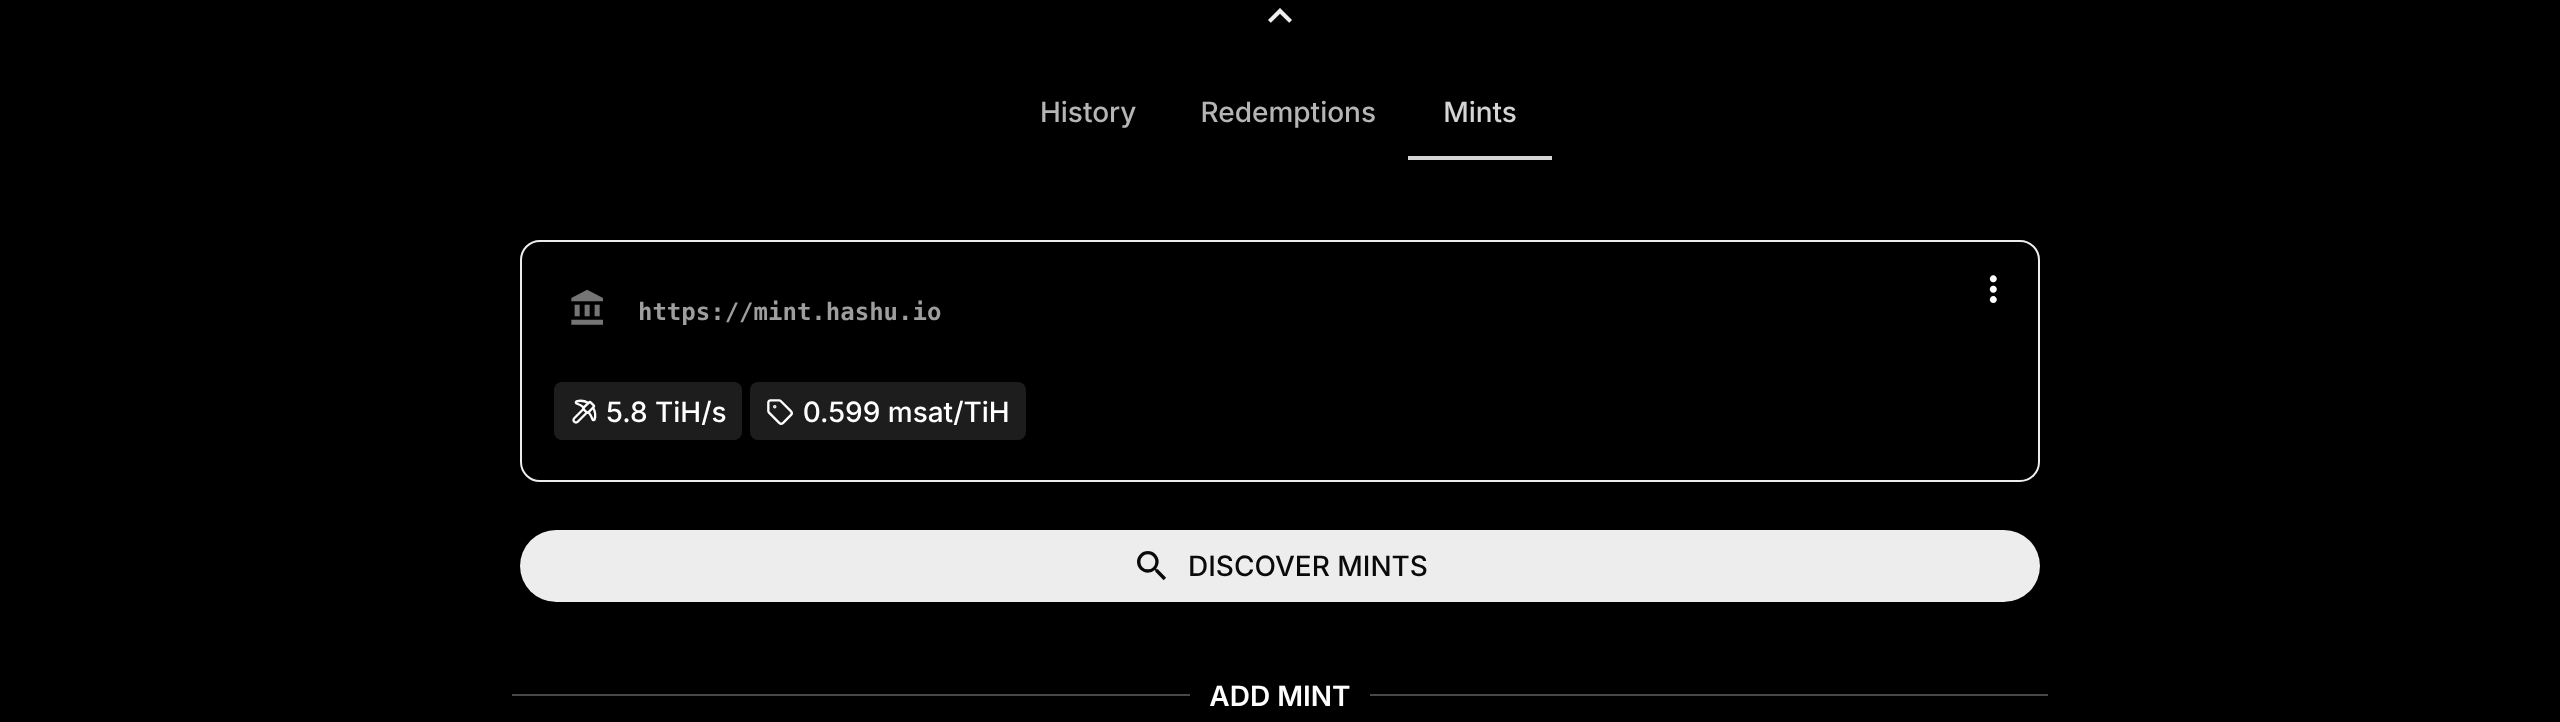 History Redemptions Mints
https://mint.hashu.io
5.8 TiH/s 0.599 msat/TiH
DISCOVER MINTS
ADD MINT